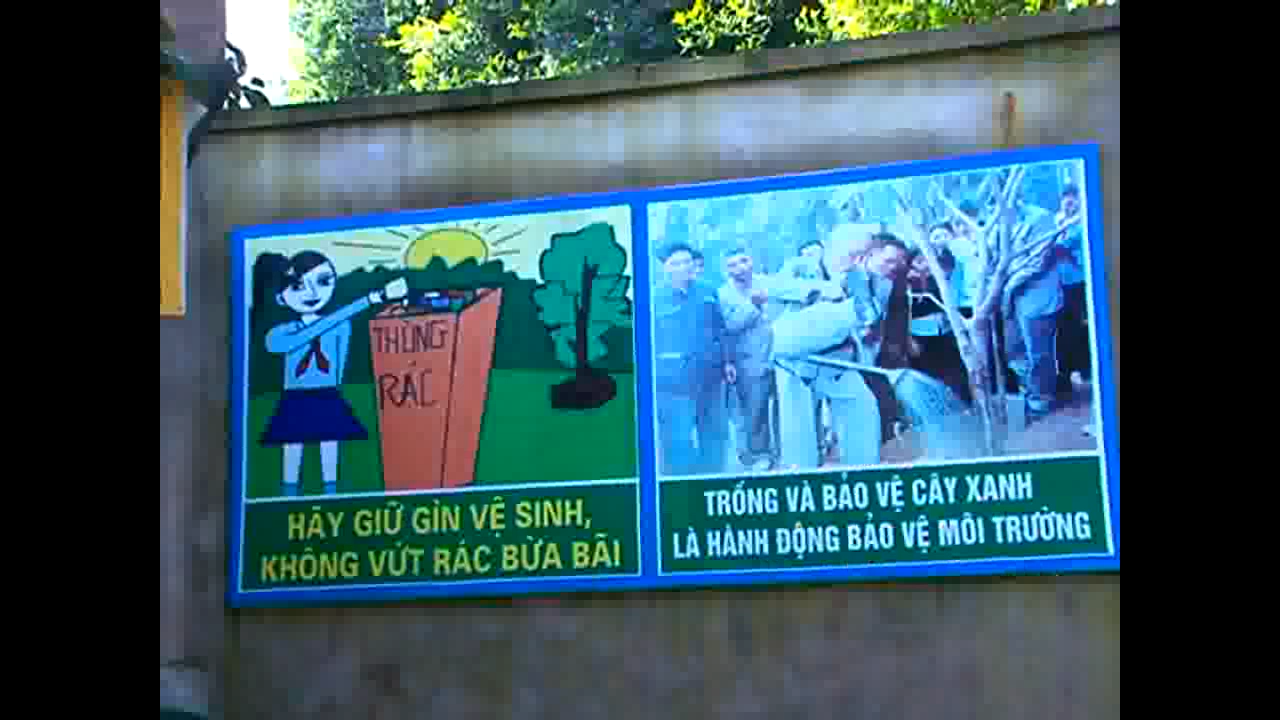 THÙNG
RÁC
HÃY GIỮ GÌN VỆ SINH,
KHÔNG VỨT RÁC BỪA BÃI
TRỒNG VÀ BẢO VỆ CÂY XANH
LÀ HÀNH ĐỘNG BẢO VỆ MÔI TRƯỜNG